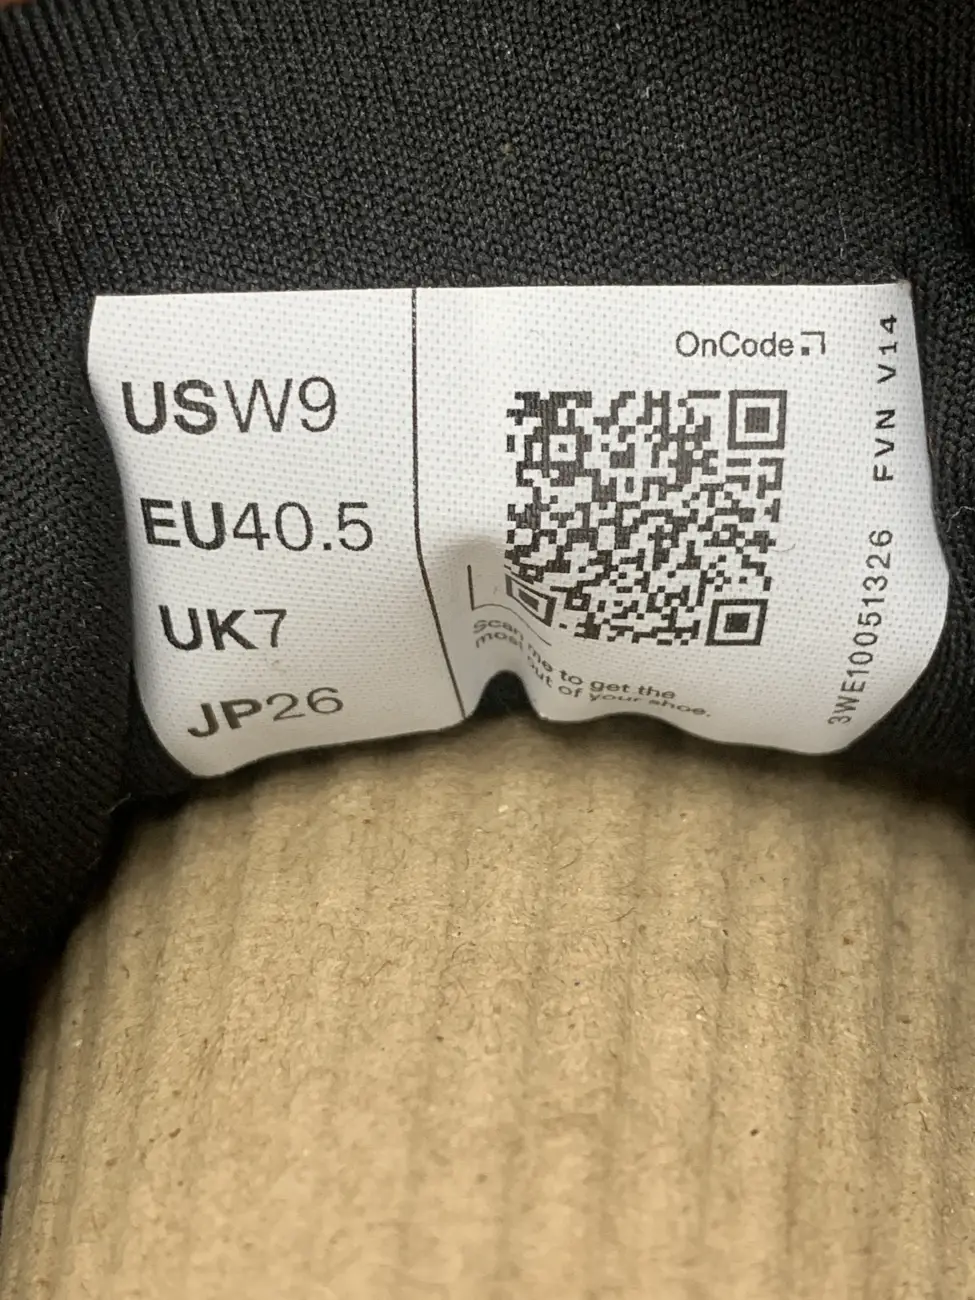 USW9
EU40.5
UK7
JP26
OnCode
Scan me to get the
most out of your shoe.
3WE10051326 FVN V14